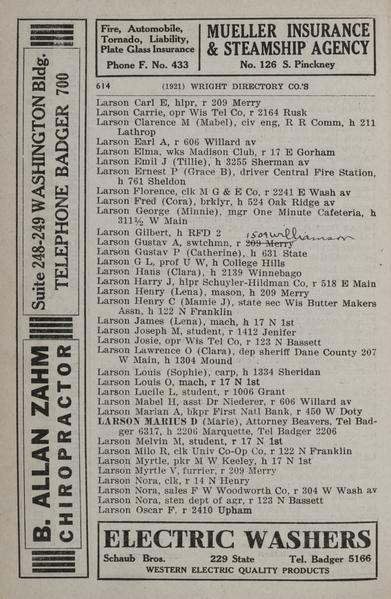 Fire, Automobile,
Tornado, Liability,
Plate Glass Insurance
Phone F. No. 433
MUELLER INSURANCE
& STEAMSHIP AGENCY
No. 126 S. Pinckney
614 (1921) WRIGHT DIRECTORY CO.'S
Larson Carl E, hlpr, r 209 Merry
Larson Carrie, opr Wis Tel Co, r 2164 Rusk
Larson Clarence M (Mabel), civ eng, R R Comm, h 211
Lathrop
Larson Earl A, r 606 Willard av
Larson Elma, wks Madison Club, r 17 E Gorham
Larson Emil J (Tillie), h 3255 Sherman av
Larson Ernest P (Grace B), driver Central Fire Station,
h 761 Sheldon
Larson Florence, clk M G & E Co, r 2241 E Wash av
Larson Fred (Cora), brklyr, h 524 Oak Ridge av
Larson George (Minnie), mgr One Minute Cafeteria, h
311½ W Main
Larson Gilbert, h RFD 2
1504 Williamson
Larson Gustav A, swtchmn, r 209 Merry
Larson Gustav P (Catherine), h 631 State
Larson G L, prof U W, h College Hills
Larson Hans (Clara), h 2139 Winnebago
Larson Harry J, hlpr Schuyler-Hildman Co, r 518 E Main
Larson Henry (Lena), mason, h 209 Merry
Larson Henry C (Mamie J), state sec Wis Butter Makers
Assn, h 122 N Franklin
Larson James (Lena), mach, h 17 N 1st
Larson Joseph M, student, r 1412 Jenifer
Larson Josie, opr Wis Tel Co, r 123 N Bassett
Larson Lawrence O (Clara), dep sheriff Dane County 207
W Main, h 1304 Mound
Larson Louis (Sophie), carp, h 1334 Sheridan
Larson Louis O, mach, r 17 N 1st
Larson Lucile L, student, r 1006 Grant
Larson Mabel H, asst Dr Niederer, r 606 Willard av
Larson Marian A, bkpr First Natl Bank, r 450 W Doty
LARSON MARIUS D (Marie), Attorney Beavers, Tel Bad-
ger 6317, h 2206 Marquette, Tel Badger 2206
Larson Melvin M, student, r 17 N 1st
Larson Milo R, clk Univ Co-Op Co, r 122 N Franklin
Larson Myrtle, pkr M W Keeley, h 17 N 1st
Larson Myrtle V, furrier, r 209 Merry
Larson Nora, clk, r 14 N Henry
Larson Nora, sales F W Woodworth Co, r 304 W Wash av
Larson Nora, sten dept of agr, r 123 N Bassett
Larson Oscar F, r 2410 Upham
ELECTRIC WASHERS
Schaub Bros. 229 State Tel. Badger 5166
WESTERN ELECTRIC QUALITY PRODUCTS
B. ALLAN ZAHM
CHIROPRACTOR
Suite 248-249 WASHINGTON Bldg.
TELEPHONE BADGER 700